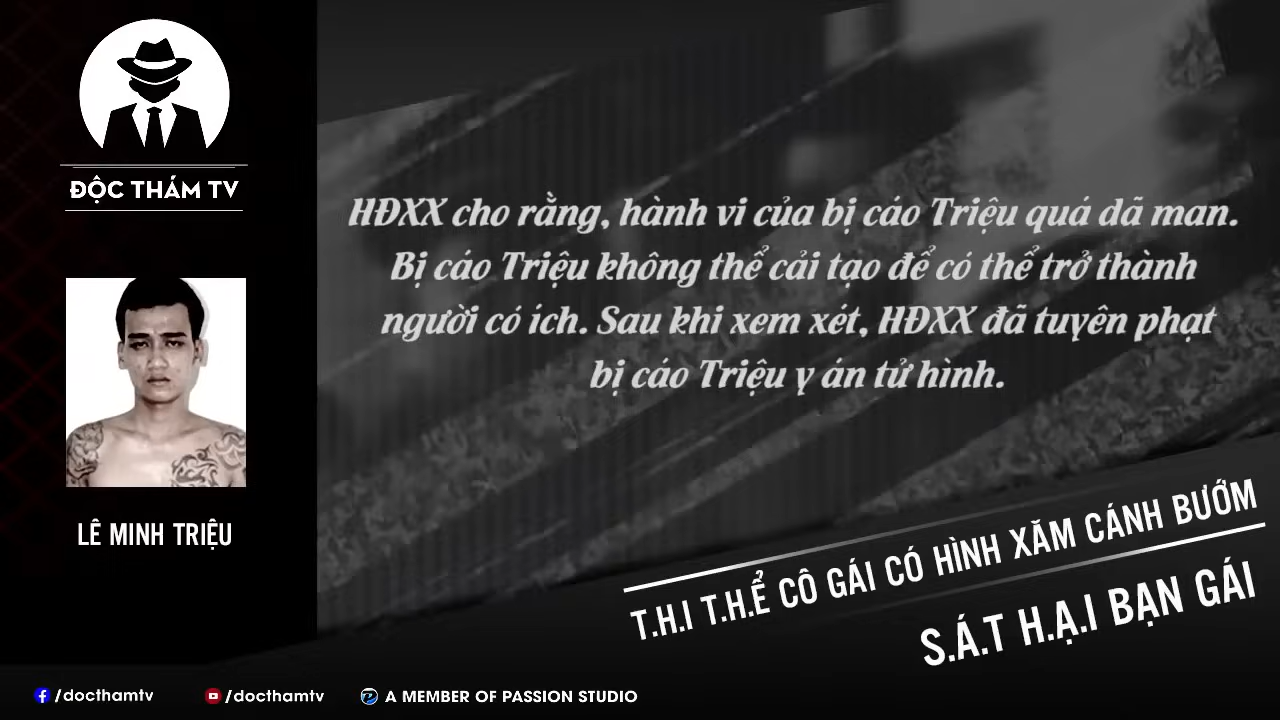 ĐỘC THÁM TV
LÊ MINH TRIỆU
HĐXX cho rằng, hành vi của bị cáo Triệu quá dã man.
Bị cáo Triệu không thể cải tạo để có thể trở thành
người có ích. Sau khi xem xét, HĐXX đã tuyên phạt
bị cáo Triệu y án tử hình.
T.H.I T.H.Ể CÔ GÁI CÓ HÌNH XĂM CÁNH BƯỚM
S.Á.T H.Ạ.I BẠN GÁI
/docthamtv
/docthamtv
A MEMBER OF PASSION STUDIO